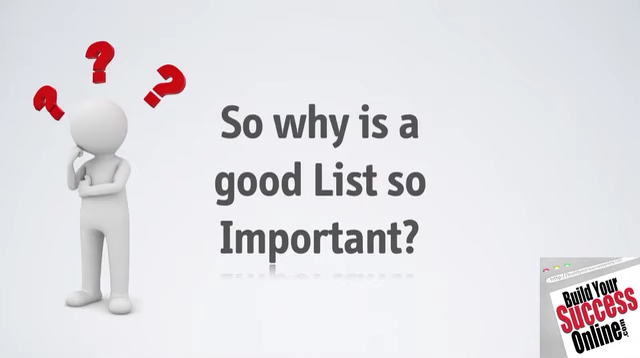 So why is a
good List so
Important?
Build Your
Success
Online
.com